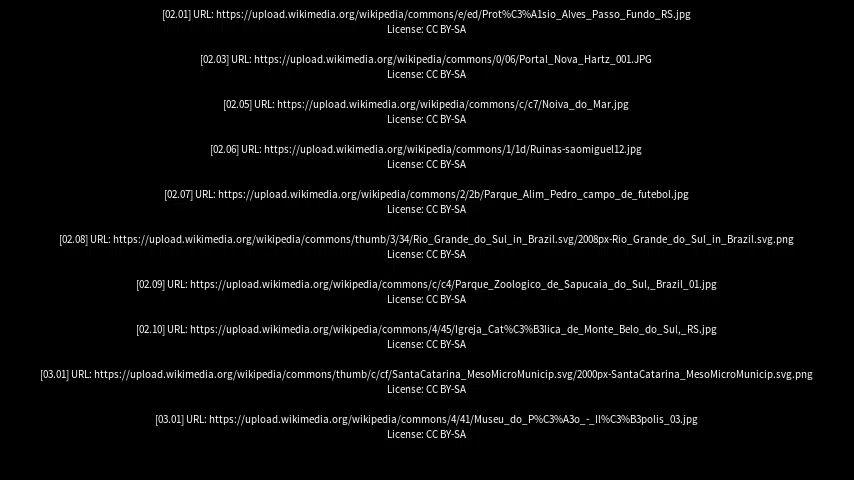 [02.01] URL: https://upload.wikimedia.org/wikipedia/commons/e/ed/Prot%C3%A1sio_Alves_Passo_Fundo_RS.jpg
License: CC BY-SA
[02.03] URL: https://upload.wikimedia.org/wikipedia/commons/0/06/Portal_Nova_Hartz_001.JPG
License: CC BY-SA
[02.05] URL: https://upload.wikimedia.org/wikipedia/commons/c/c7/Noiva_do_Mar.jpg
License: CC BY-SA
[02.06] URL: https://upload.wikimedia.org/wikipedia/commons/1/1d/Ruinas-saomiguel12.jpg
License: CC BY-SA
[02.07] URL: https://upload.wikimedia.org/wikipedia/commons/2/2b/Parque_Alim_Pedro_campo_de_futebol.jpg
License: CC BY-SA
[02.08] URL: https://upload.wikimedia.org/wikipedia/commons/thumb/3/34/Rio_Grande_do_Sul_in_Brazil.svg/2008px-Rio_Grande_do_Sul_in_Brazil.svg.png
License: CC BY-SA
[02.09] URL: https://upload.wikimedia.org/wikipedia/commons/c/c4/Parque_Zoologico_de_Sapucaia_do_Sul,_Brazil_01.jpg
License: CC BY-SA
[02.10] URL: https://upload.wikimedia.org/wikipedia/commons/4/45/Igreja_Cat%C3%B3lica_de_Monte_Belo_do_Sul,_RS.jpg
License: CC BY-SA
[03.01] URL: https://upload.wikimedia.org/wikipedia/commons/thumb/c/cf/SantaCatarina_MesoMicroMunicip.svg/2000px-SantaCatarina_MesoMicroMunicip.svg.png
License: CC BY-SA
[03.01] URL: https://upload.wikimedia.org/wikipedia/commons/4/41/Museu_do_P%C3%A3o_-_Il%C3%B3polis_03.jpg
License: CC BY-SA